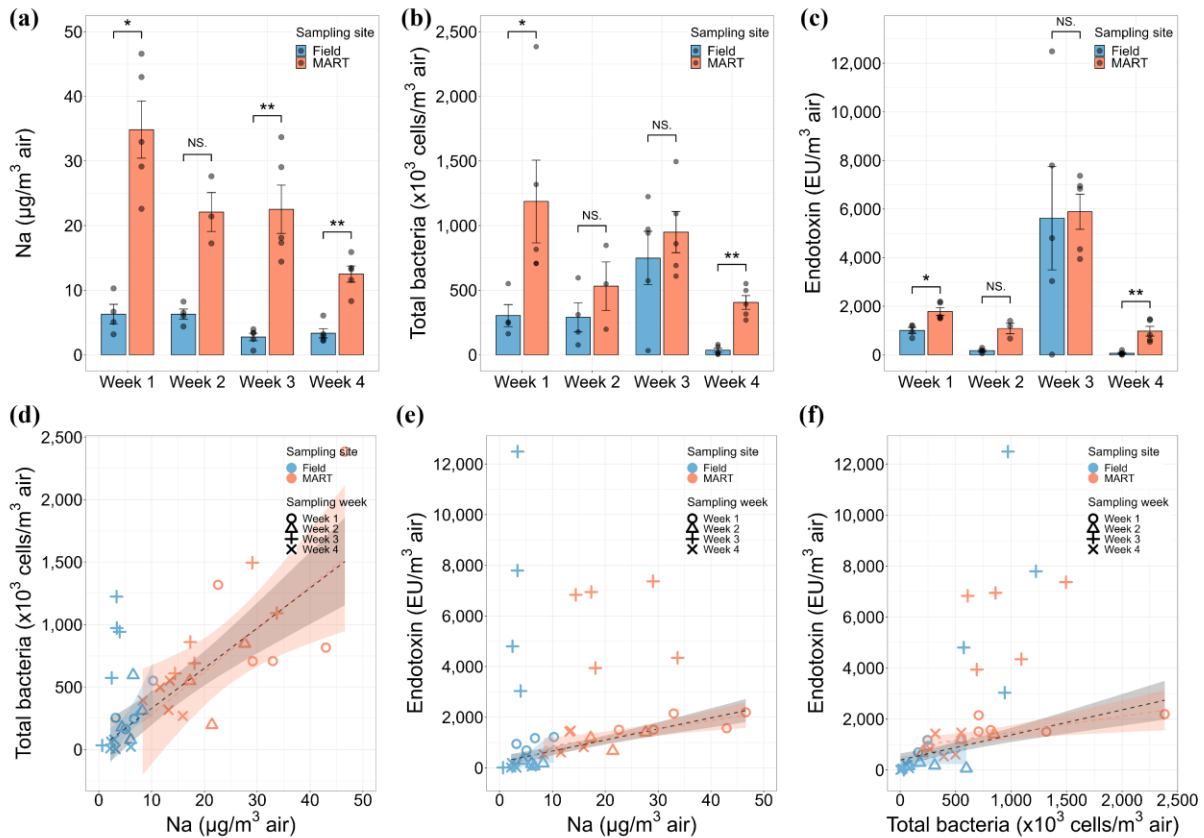 (a)
Na (µg/m³ air)
50
40
30
20
10
0
*
NS.
**
**
Sampling site
Field
MART
Week 1 Week 2 Week 3 Week 4
(b)
Total bacteria (x10³ cells/m³ air)
2,500
2,000
1,500
1,000
500
0
*
NS.
NS.
**
Sampling site
Field
MART
Week 1 Week 2 Week 3 Week 4
(c)
Endotoxin (EU/m³ air)
12,000
10,000
8,000
6,000
4,000
2,000
0
*
NS.
NS.
**
Sampling site
Field
MART
Week 1 Week 2 Week 3 Week 4
(d)
Total bacteria (x10³ cells/m³ air)
2,500
2,000
1,500
1,000
500
0
Sampling site
Field
MART
Sampling week
Week 1
Week 2
Week 3
Week 4
0 10 20 30 40 50
Na (µg/m³ air)
(e)
Endotoxin (EU/m³ air)
12,000
10,000
8,000
6,000
4,000
2,000
0
Sampling site
Field
MART
Sampling week
Week 1
Week 2
Week 3
Week 4
0 10 20 30 40 50
Na (µg/m³ air)
(f)
Endotoxin (EU/m³ air)
12,000
10,000
8,000
6,000
4,000
2,000
0
Sampling site
Field
MART
Sampling week
Week 1
Week 2
Week 3
Week 4
0 500 1,000 1,500 2,000 2,500
Total bacteria (x10³ cells/m³ air)